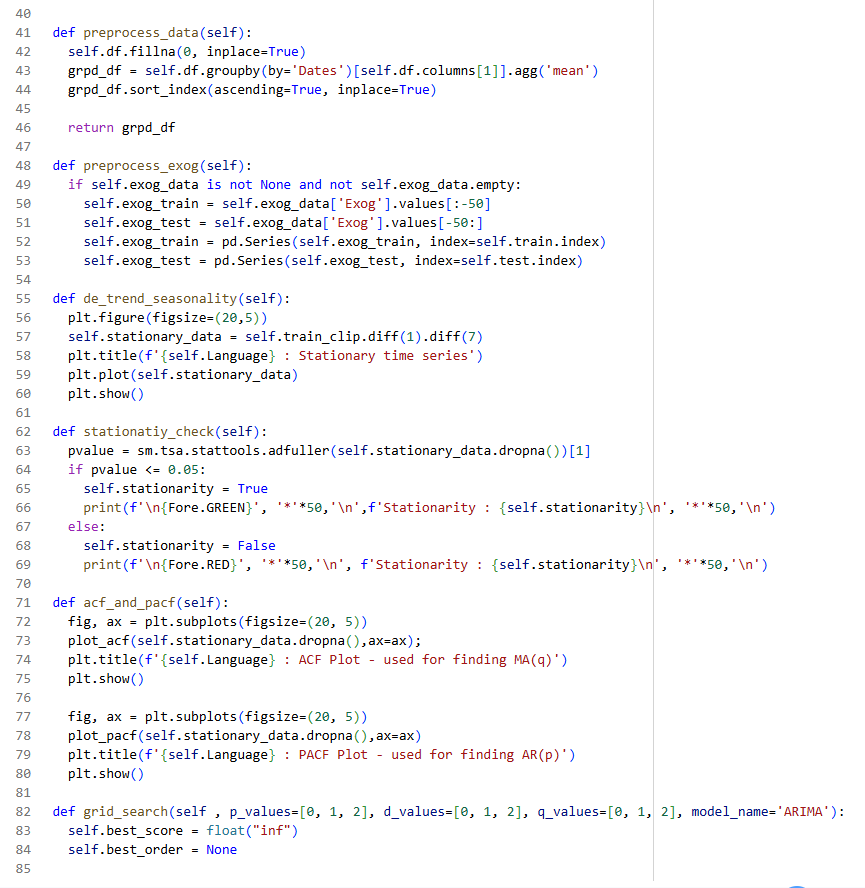 40
41 def preprocess_data(self):
42   self.df.fillna(0, inplace=True)
43   grpd_df = self.df.groupby(by='Dates')[self.df.columns[1]].agg('mean')
44   grpd_df.sort_index(ascending=True, inplace=True)
45
46   return grpd_df
47
48 def preprocess_exog(self):
49   if self.exog_data is not None and not self.exog_data.empty:
50     self.exog_train = self.exog_data['Exog'].values[:-50]
51     self.exog_test = self.exog_data['Exog'].values[-50:]
52     self.exog_train = pd.Series(self.exog_train, index=self.train.index)
53     self.exog_test = pd.Series(self.exog_test, index=self.test.index)
54
55 def de_trend_seasonality(self):
56   plt.figure(figsize=(20,5))
57   self.stationary_data = self.train_clip.diff(1).diff(7)
58   plt.title(f'{self.Language} : Stationary time series')
59   plt.plot(self.stationary_data)
60   plt.show()
61
62 def stationatiy_check(self):
63   pvalue = sm.tsa.stattools.adfuller(self.stationary_data.dropna())[1]
64   if pvalue <= 0.05:
65     self.stationarity = True
66     print(f'\n{Fore.GREEN}', '*'*50,'\n',f'Stationarity : {self.stationarity}\n', '*'*50,'\n')
67   else:
68     self.stationarity = False
69     print(f'\n{Fore.RED}', '*'*50,'\n', f'Stationarity : {self.stationarity}\n', '*'*50,'\n')
70
71 def acf_and_pacf(self):
72   fig, ax = plt.subplots(figsize=(20, 5))
73   plot_acf(self.stationary_data.dropna(),ax=ax);
74   plt.title(f'{self.Language} : ACF Plot - used for finding MA(q)')
75   plt.show()
76
77   fig, ax = plt.subplots(figsize=(20, 5))
78   plot_pacf(self.stationary_data.dropna(),ax=ax)
79   plt.title(f'{self.Language} : PACF Plot - used for finding AR(p)')
80   plt.show()
81
82 def grid_search(self , p_values=[0, 1, 2], d_values=[0, 1, 2], q_values=[0, 1, 2], model_name='ARIMA'):
83   self.best_score = float("inf")
84   self.best_order = None
85